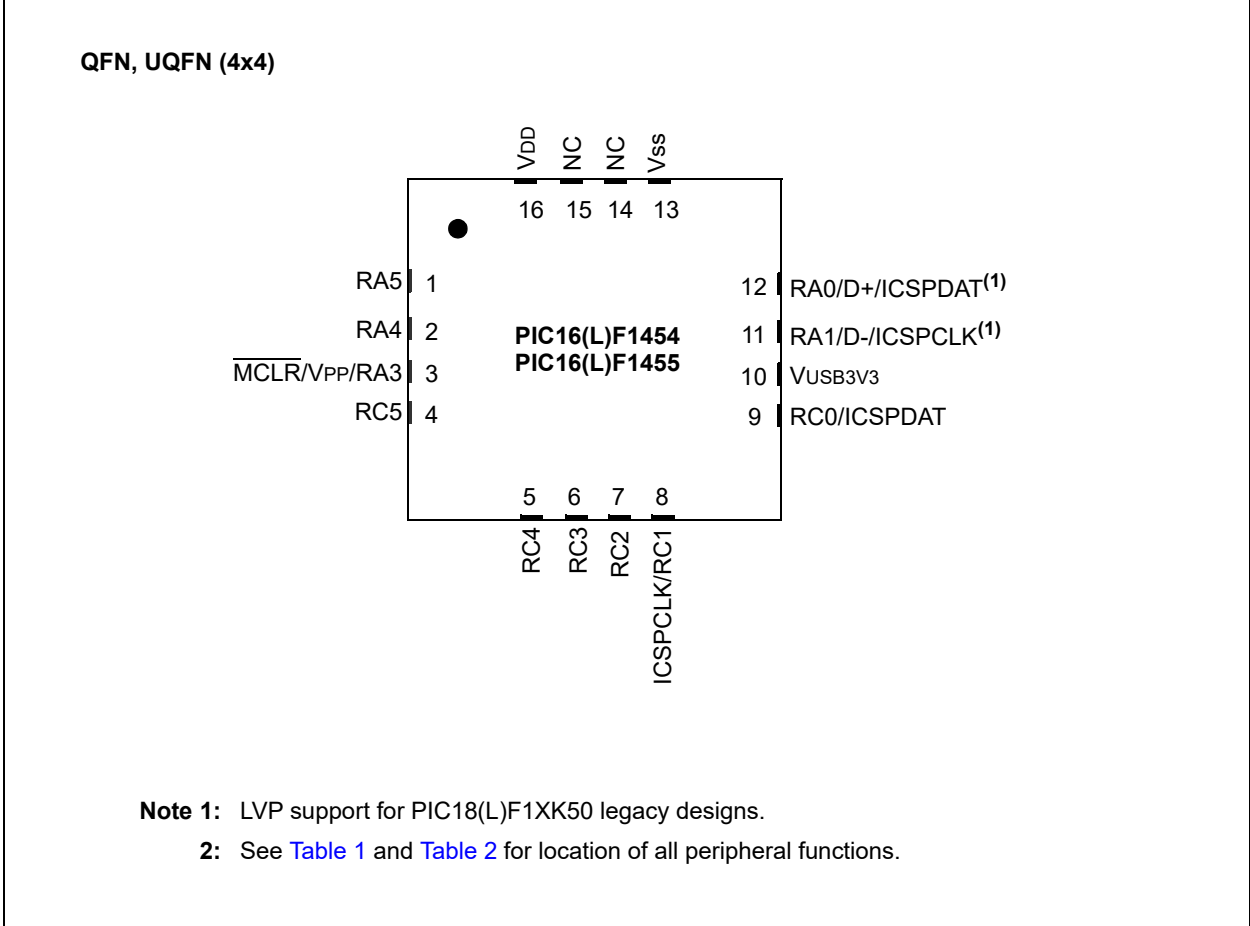 QFN, UQFN (4x4)
VDD
NC
NC
Vss
16 15 14 13
RA5 1
RA4 2
MCLR/VPP/RA3 3
RC5 4
PIC16(L)F1454
PIC16(L)F1455
12 RA0/D+/ICSPDAT(1)
11 RA1/D-/ICSPCLK(1)
10 VUSB3V3
9 RC0/ICSPDAT
5 6 7 8
RC4
RC3
RC2
ICSPCLK/RC1
Note 1: LVP support for PIC18(L)F1XK50 legacy designs.
2: See Table 1 and Table 2 for location of all peripheral functions.